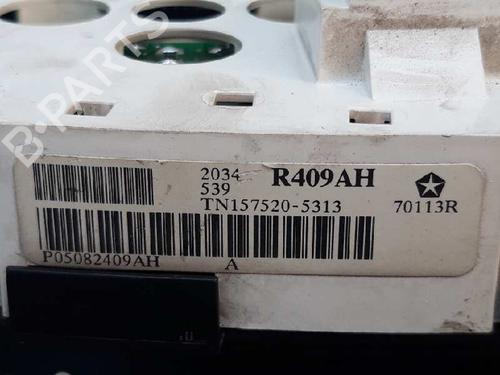 B-PARTS
2034 R409AH
539
TN157520-5313 70113R
P05082409AH A